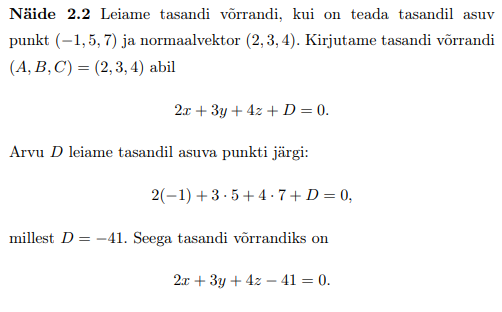 Näide 2.2 Leiame tasandi võrrandi, kui on teada tasandil asuv
punkt (−1, 5, 7) ja normaalvektor (2, 3, 4). Kirjutame tasandi võrrandi
(A, B, C) = (2, 3, 4) abil
2x + 3y + 4z + D = 0.
Arvu D leiame tasandil asuva punkti järgi:
2(−1) + 3 · 5 + 4 · 7 + D = 0,
millest D = −41. Seega tasandi võrrandiks on
2x + 3y + 4z − 41 = 0.